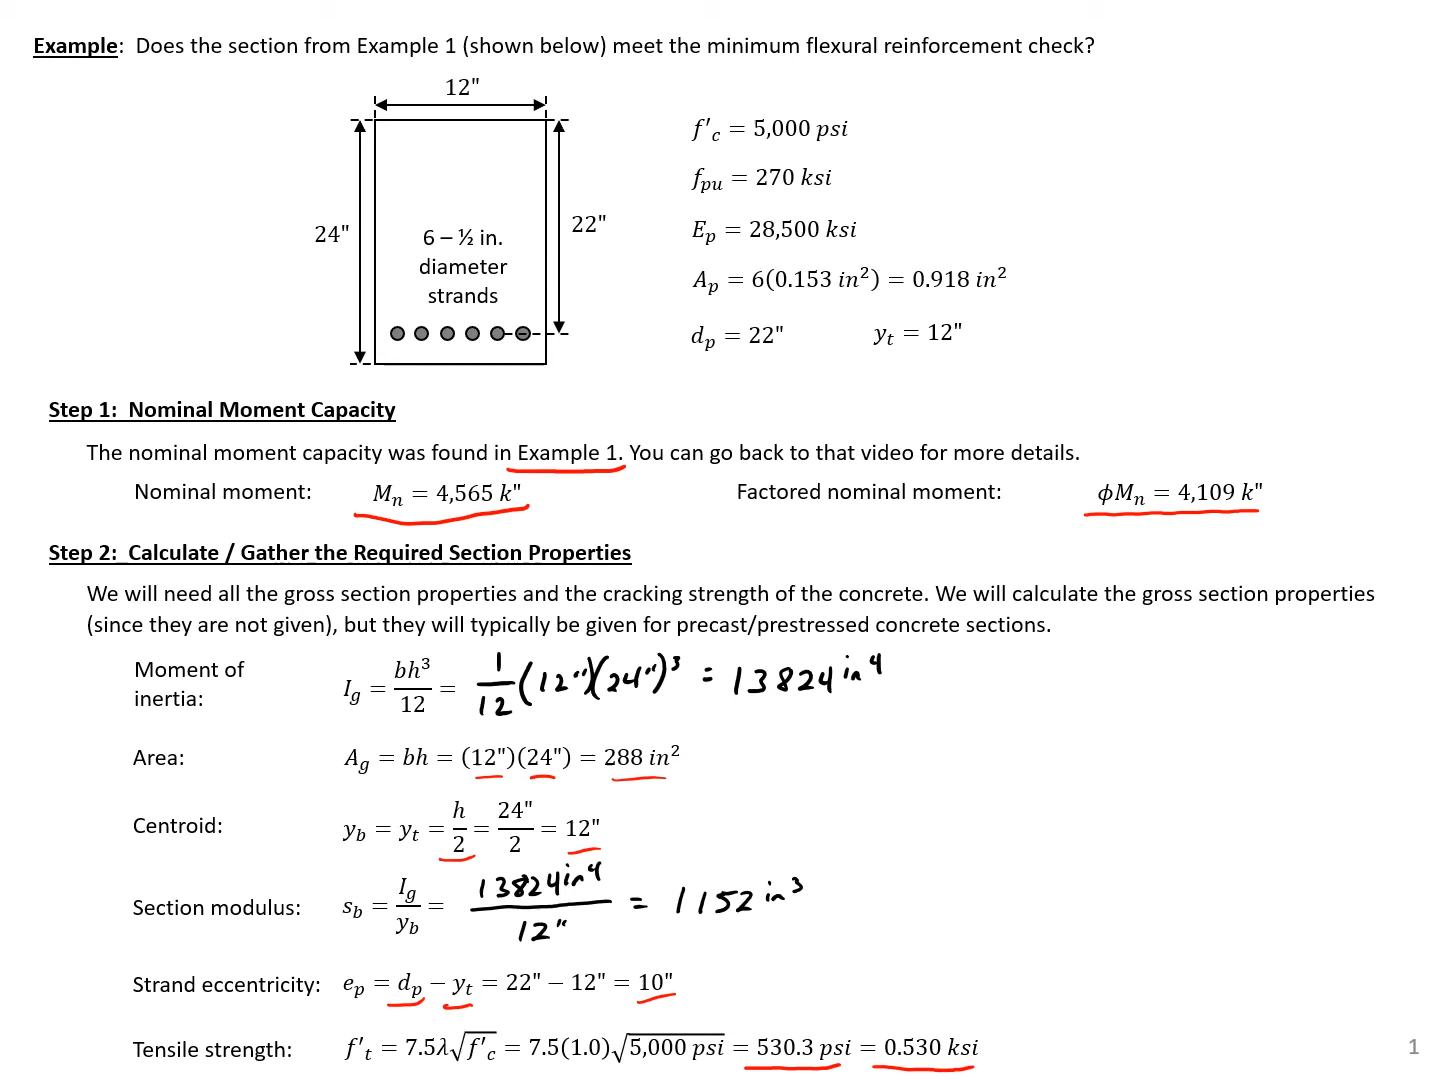 Example: Does the section from Example 1 (shown below) meet the minimum flexural reinforcement check?
12"
24"
22"
6 – ½ in.
diameter
strands
f'c = 5,000 psi
fpu = 270 ksi
Ep = 28,500 ksi
Ap = 6(0.153 in²) = 0.918 in²
dp = 22" yt = 12"
Step 1: Nominal Moment Capacity
The nominal moment capacity was found in Example 1. You can go back to that video for more details.
Nominal moment: Mn = 4,565 k" Factored nominal moment: ϕMn = 4,109 k"
Step 2: Calculate / Gather the Required Section Properties
We will need all the gross section properties and the cracking strength of the concrete. We will calculate the gross section properties
(since they are not given), but they will typically be given for precast/prestressed concrete sections.
Moment of
inertia:
Ig = bh³/12 = 1/12 (12")(24")³ = 13824 in⁴
Area: Ag = bh = (12")(24") = 288 in²
Centroid: yb = yt = h/2 = 24"/2 = 12"
Section modulus: sb = Ig/yb = 13824 in⁴/12" = 1152 in³
Strand eccentricity: ep = dp − yt = 22" − 12" = 10"
Tensile strength: f't = 7.5λ√f'c = 7.5(1.0)√5,000 psi = 530.3 psi = 0.530 ksi
1